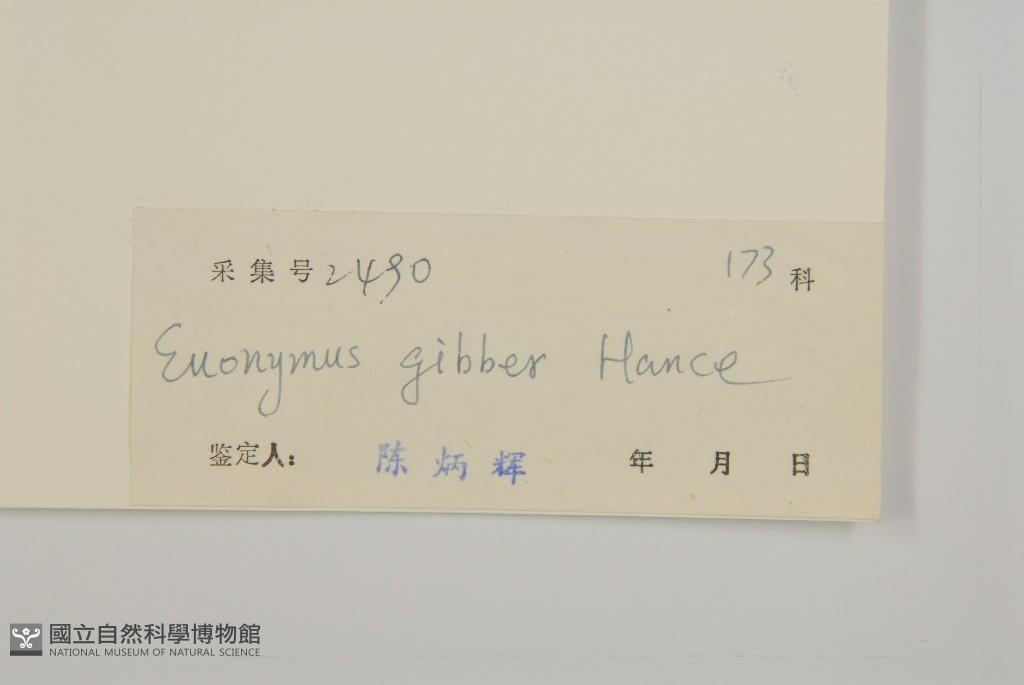 采集号 2490 173 科
Euonymus gibber Hance
鉴定人: 陈炳辉 年 月 日
國立自然科學博物館
NATIONAL MUSEUM OF NATURAL SCIENCE